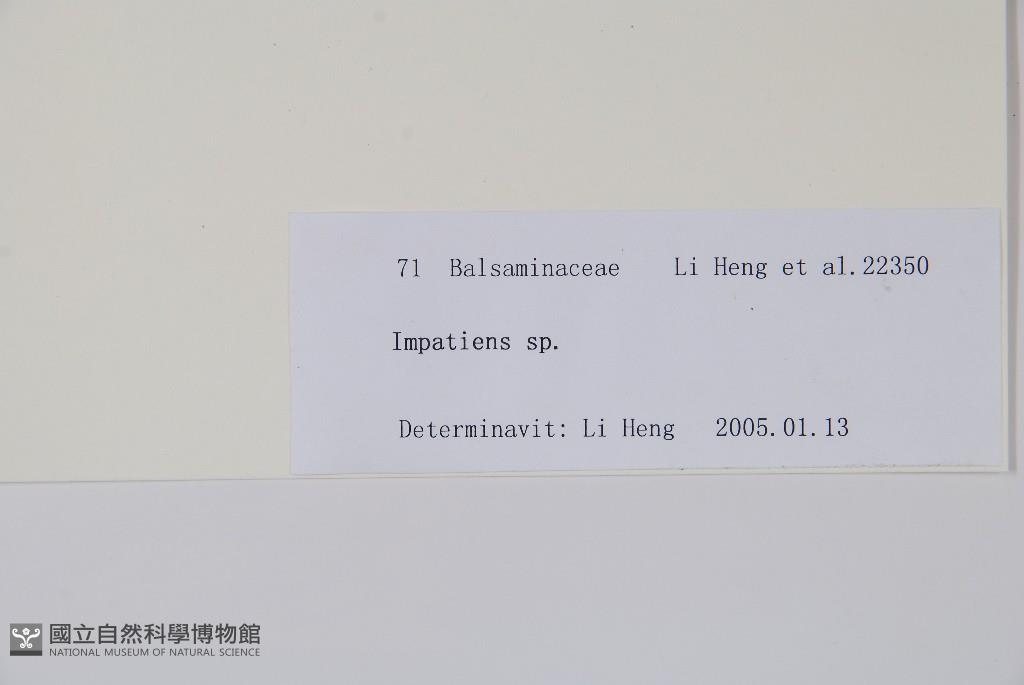 71 Balsaminaceae Li Heng et al.22350
Impatiens sp.
Determinavit: Li Heng 2005.01.13
國立自然科學博物館
NATIONAL MUSEUM OF NATURAL SCIENCE